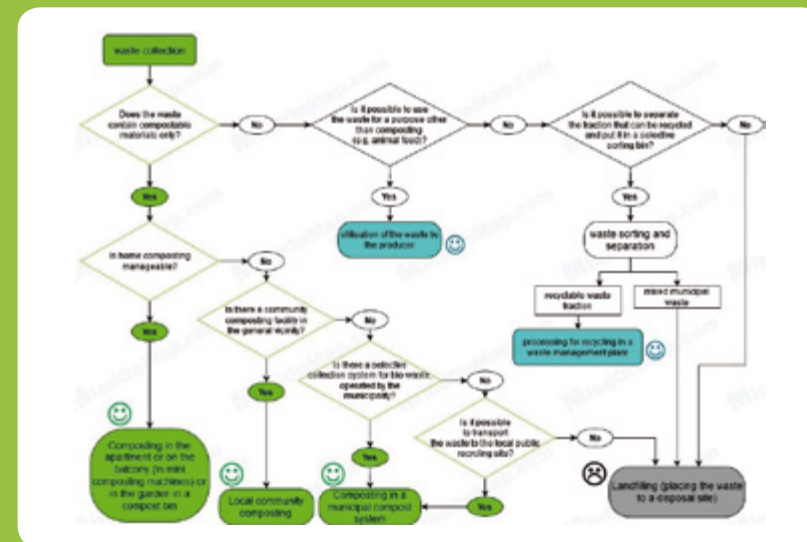 waste collection
Does the waste
contain compostable
materials only?
No
Is it possible to use
the waste for a purpose other
than composting
(e.g. animal feed)?
No
Is it possible to separate
the fraction that can be recycled
and put it in a selective
sorting bin?
No
Yes
Yes
Yes
utilisation of the waste by
the producer
waste sorting and
separation
Is home composting
manageable?
No
recyclable waste
fraction
mixed municipal
waste
Is there a community
composting facility in
the general vicinity?
No
Yes
processing for recycling in a
waste management plant
Is there a selective
collection system for bio waste,
operated by the
municipality?
No
Yes
Is it possible
to transport
the waste to the local public
recycling site?
No
Composting in the
apartment or on the
balcony (in mini
composting machines) or
in the garden in a
compost bin
Yes
Local community
composting
Composting in a
municipal compost
system
Yes
Landfilling (placing the waste
to a disposal site)